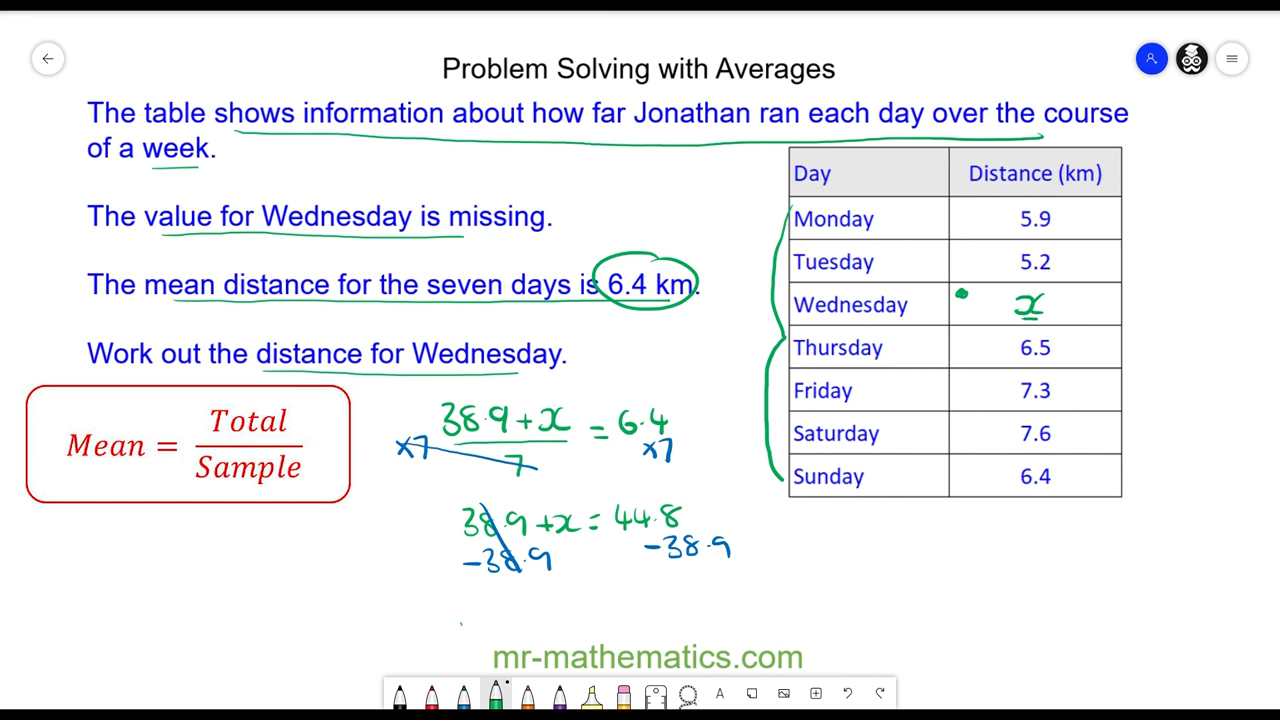 Problem Solving with Averages
The table shows information about how far Jonathan ran each day over the course
of a week.
The value for Wednesday is missing.
The mean distance for the seven days is 6.4 km.
Work out the distance for Wednesday.
Day Distance (km)
Monday 5.9
Tuesday 5.2
Wednesday x
Thursday 6.5
Friday 7.3
Saturday 7.6
Sunday 6.4
Mean = Total / Sample
38.9 + x = 6.4
×7 7 ×7
38.9 + x = 44.8
-38.9 -38.9
mr-mathematics.com
A